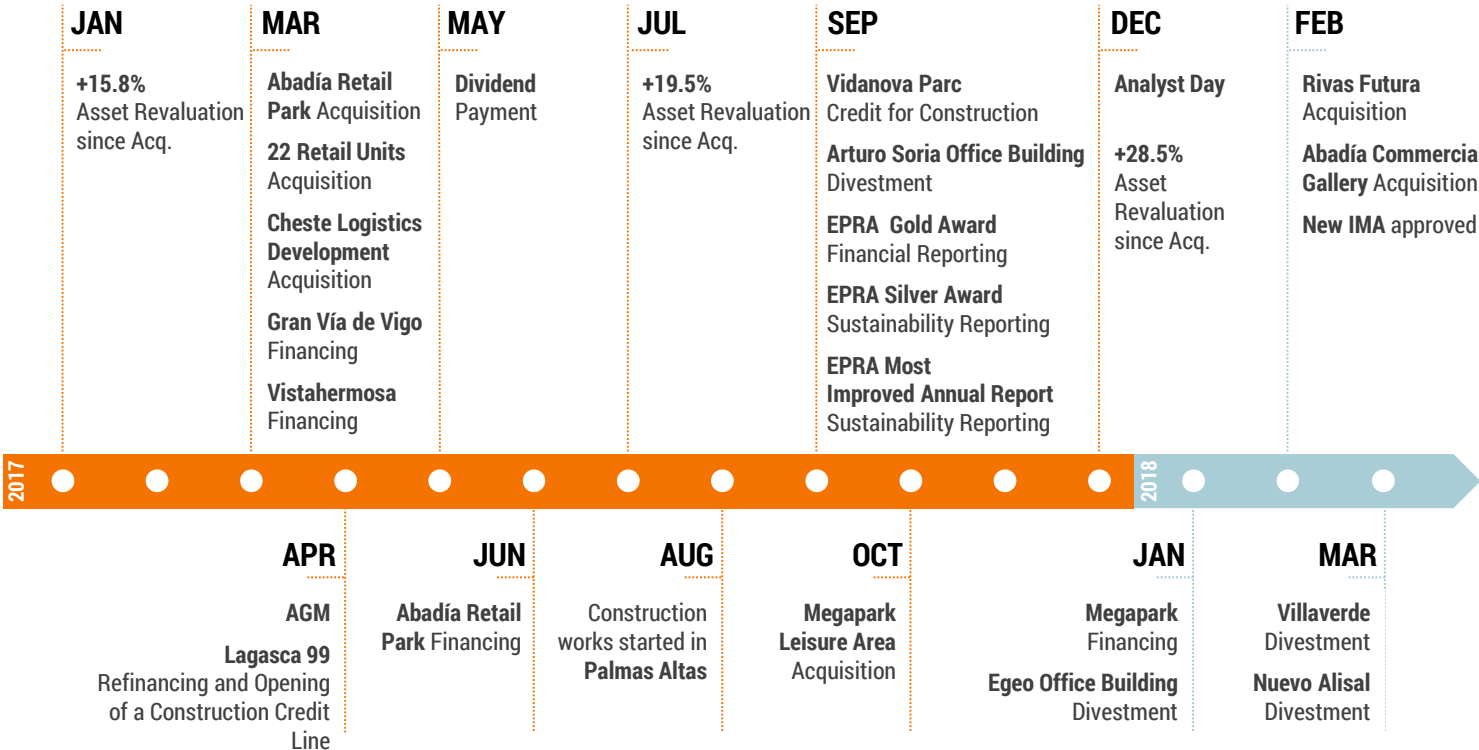 JAN
+15.8%
Asset Revaluation
since Acq.
MAR
Abadía Retail
Park Acquisition
22 Retail Units
Acquisition
Cheste Logistics
Development
Acquisition
Gran Vía de Vigo
Financing
Vistahermosa
Financing
MAY
Dividend
Payment
JUL
+19.5%
Asset Revaluation
since Acq.
SEP
Vidanova Parc
Credit for Construction
Arturo Soria Office Building
Divestment
EPRA Gold Award
Financial Reporting
EPRA Silver Award
Sustainability Reporting
EPRA Most
Improved Annual Report
Sustainability Reporting
DEC
Analyst Day
+28.5%
Asset
Revaluation
since Acq.
FEB
Rivas Futura
Acquisition
Abadía Commercial
Gallery Acquisition
New IMA approved
2017
2018
APR
AGM
Lagasca 99
Refinancing and Opening
of a Construction Credit
Line
JUN
Abadía Retail
Park Financing
AUG
Construction
works started in
Palmas Altas
OCT
Megapark
Leisure Area
Acquisition
JAN
Megapark
Financing
Egeo Office Building
Divestment
MAR
Villaverde
Divestment
Nuevo Alisal
Divestment